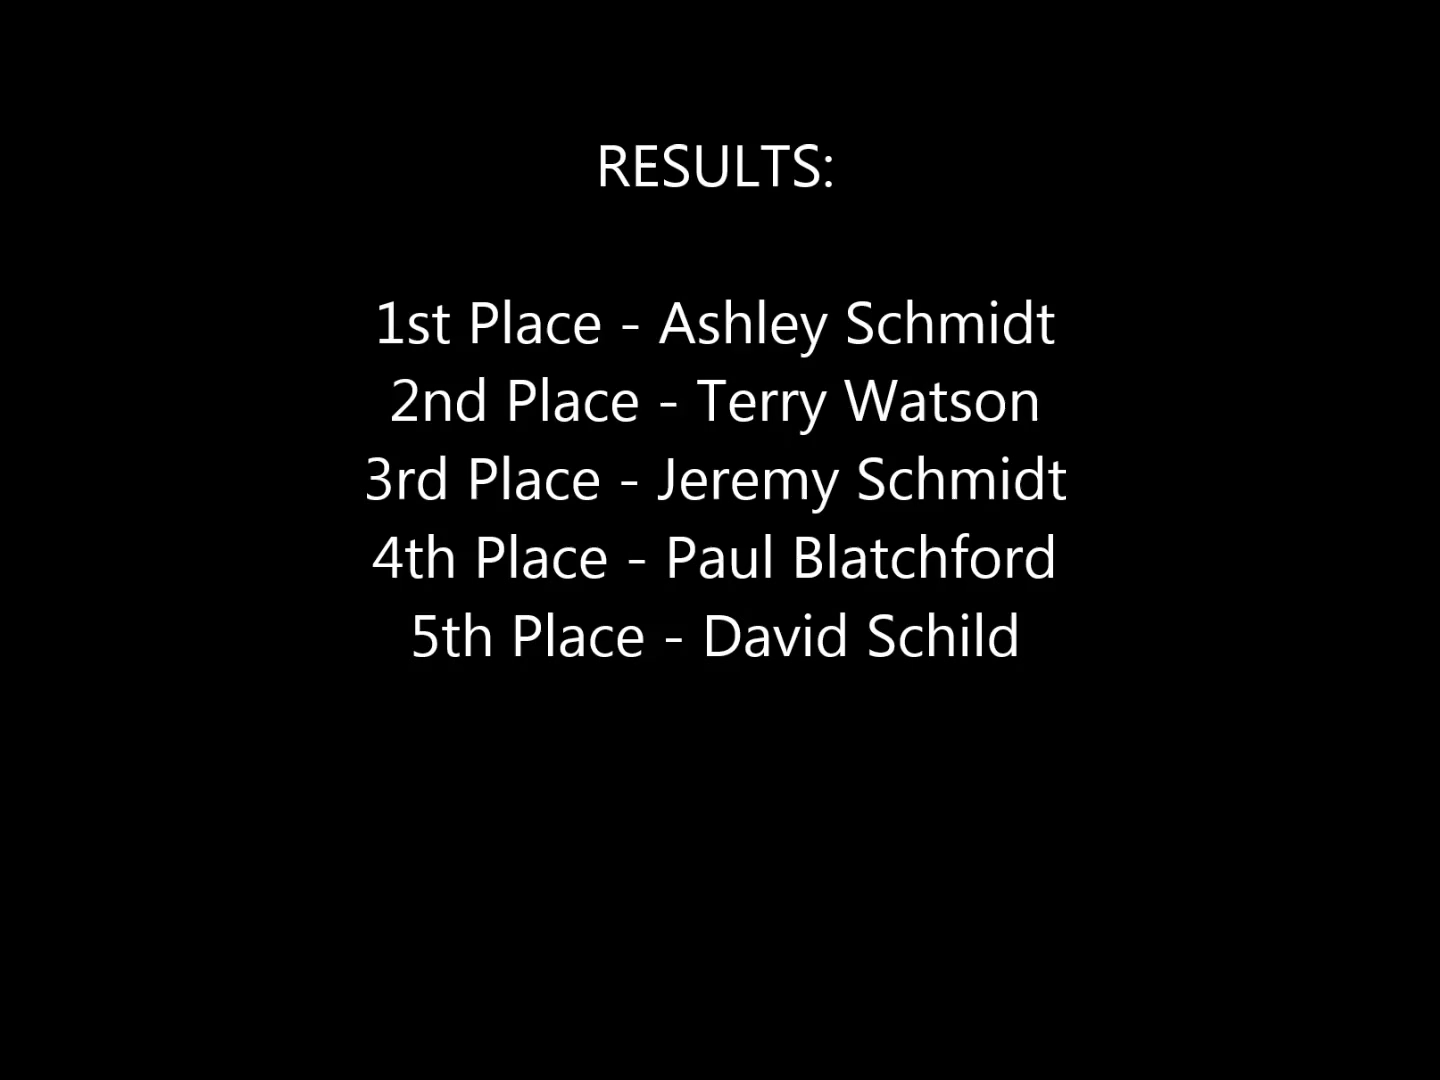 RESULTS:
1st Place - Ashley Schmidt
2nd Place - Terry Watson
3rd Place - Jeremy Schmidt
4th Place - Paul Blatchford
5th Place - David Schild